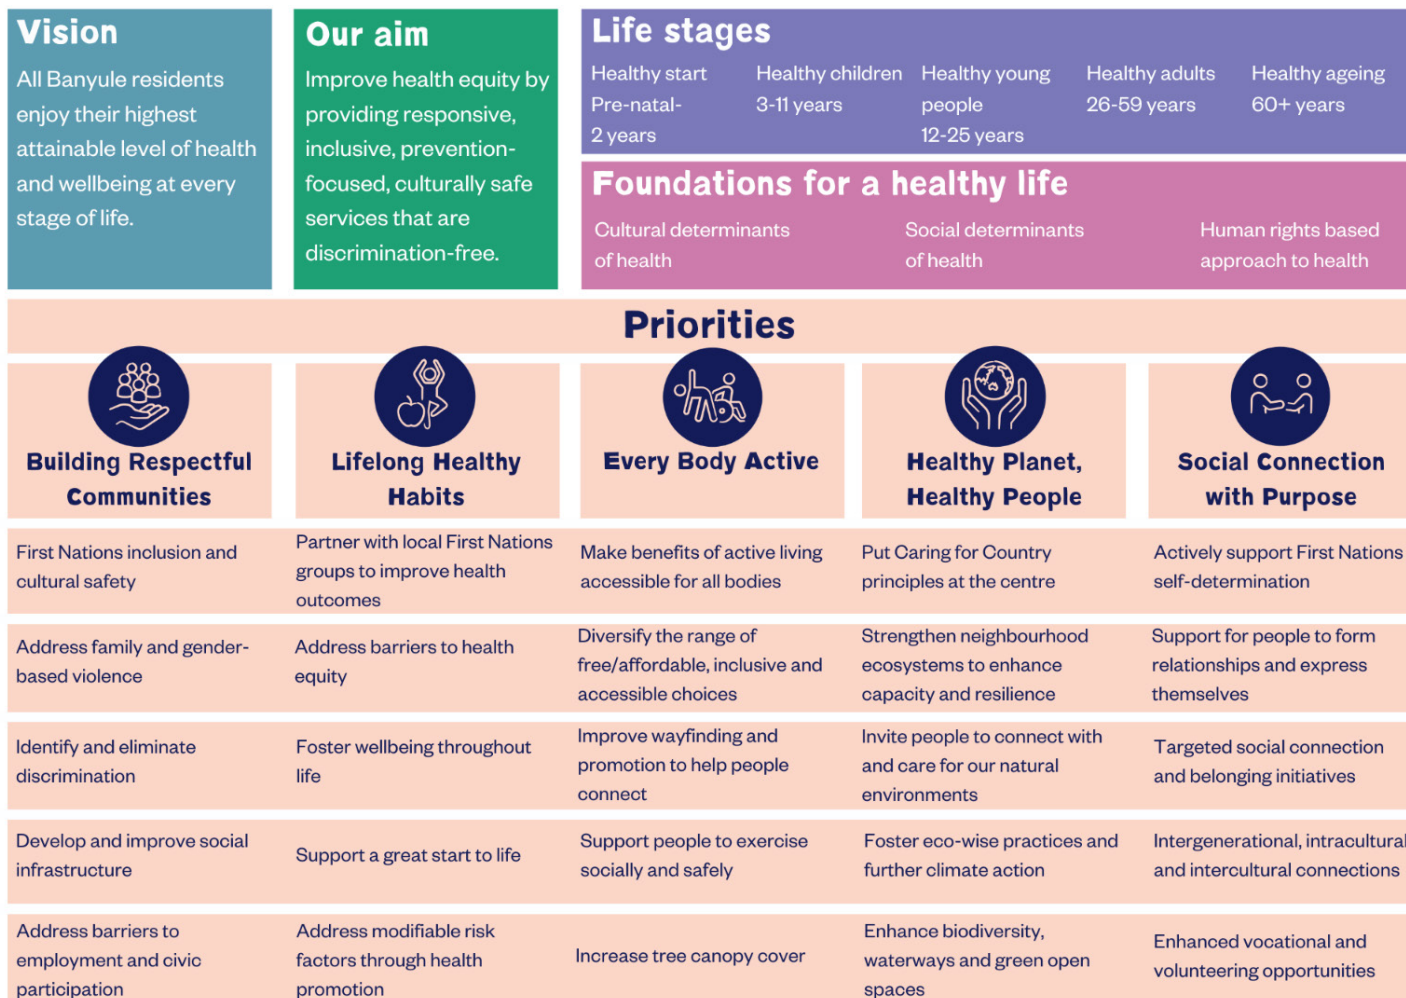 Vision
All Banyule residents
enjoy their highest
attainable level of health
and wellbeing at every
stage of life.
Our aim
Improve health equity by
providing responsive,
inclusive, prevention-
focused, culturally safe
services that are
discrimination-free.
Life stages
Healthy start
Pre-natal-
2 years
Healthy children
3-11 years
Healthy young
people
12-25 years
Healthy adults
26-59 years
Healthy ageing
60+ years
Foundations for a healthy life
Cultural determinants
of health
Social determinants
of health
Human rights based
approach to health
Priorities
Building Respectful
Communities
Lifelong Healthy
Habits
Every Body Active
Healthy Planet,
Healthy People
Social Connection
with Purpose
First Nations inclusion and
cultural safety
Partner with local First Nations
groups to improve health
outcomes
Make benefits of active living
accessible for all bodies
Put Caring for Country
principles at the centre
Actively support First Nations
self-determination
Address family and gender-
based violence
Address barriers to health
equity
Diversify the range of
free/affordable, inclusive and
accessible choices
Strengthen neighbourhood
ecosystems to enhance
capacity and resilience
Support for people to form
relationships and express
themselves
Identify and eliminate
discrimination
Foster wellbeing throughout
life
Improve wayfinding and
promotion to help people
connect
Invite people to connect with
and care for our natural
environments
Targeted social connection
and belonging initiatives
Develop and improve social
infrastructure
Support a great start to life
Support people to exercise
socially and safely
Foster eco-wise practices and
further climate action
Intergenerational, intracultural
and intercultural connections
Address barriers to
employment and civic
participation
Address modifiable risk
factors through health
promotion
Increase tree canopy cover
Enhance biodiversity,
waterways and green open
spaces
Enhanced vocational and
volunteering opportunities